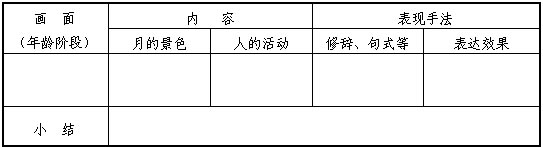 画 面 内 容 表现手法
（年龄阶段） 月的景色 人的活动 修辞、句式等 表达效果
小 结